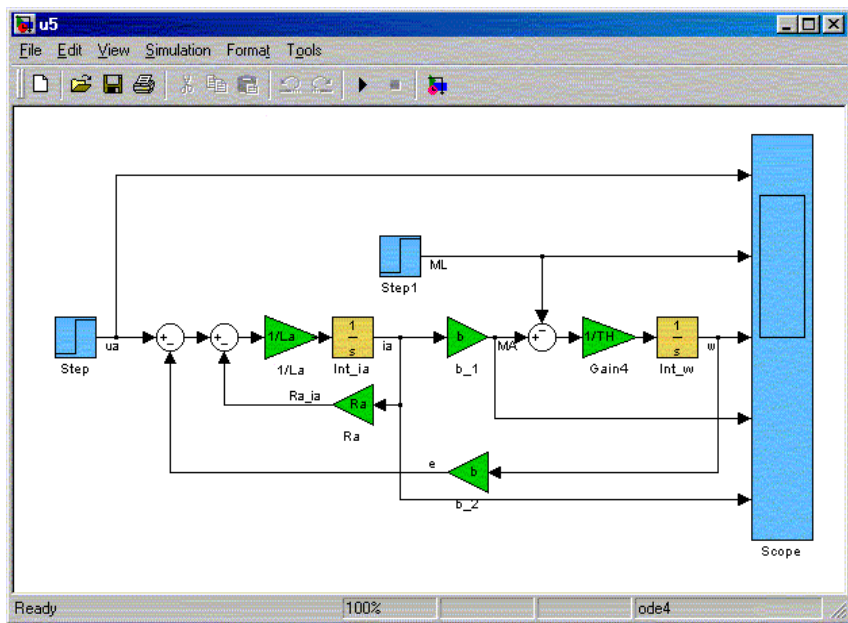 u5
File Edit View Simulation Format Tools
ML
Step1
1/La
1
s
b
1/TH
1
s
ua
ia
MA
w
Step
1/La
Int_ia
b_1
Gain4
Int_w
Ra_ia
Ra
Ra
e
b
b_2
Scope
Ready 100% ode4